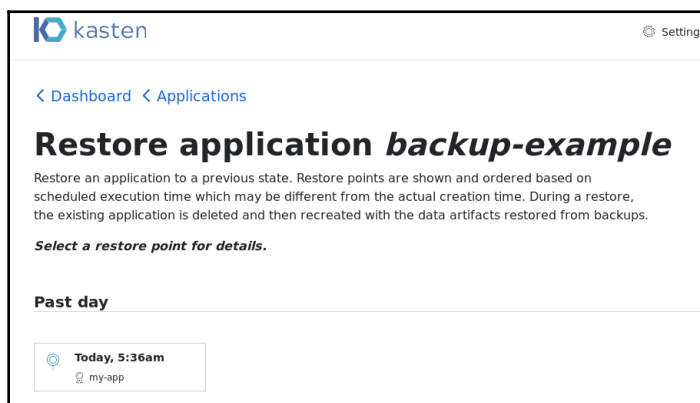 kasten
Setting
Dashboard Applications
Restore application backup-example
Restore an application to a previous state. Restore points are shown and ordered based on
scheduled execution time which may be different from the actual creation time. During a restore,
the existing application is deleted and then recreated with the data artifacts restored from backups.
Select a restore point for details.
Past day
Today, 5:36am
my-app